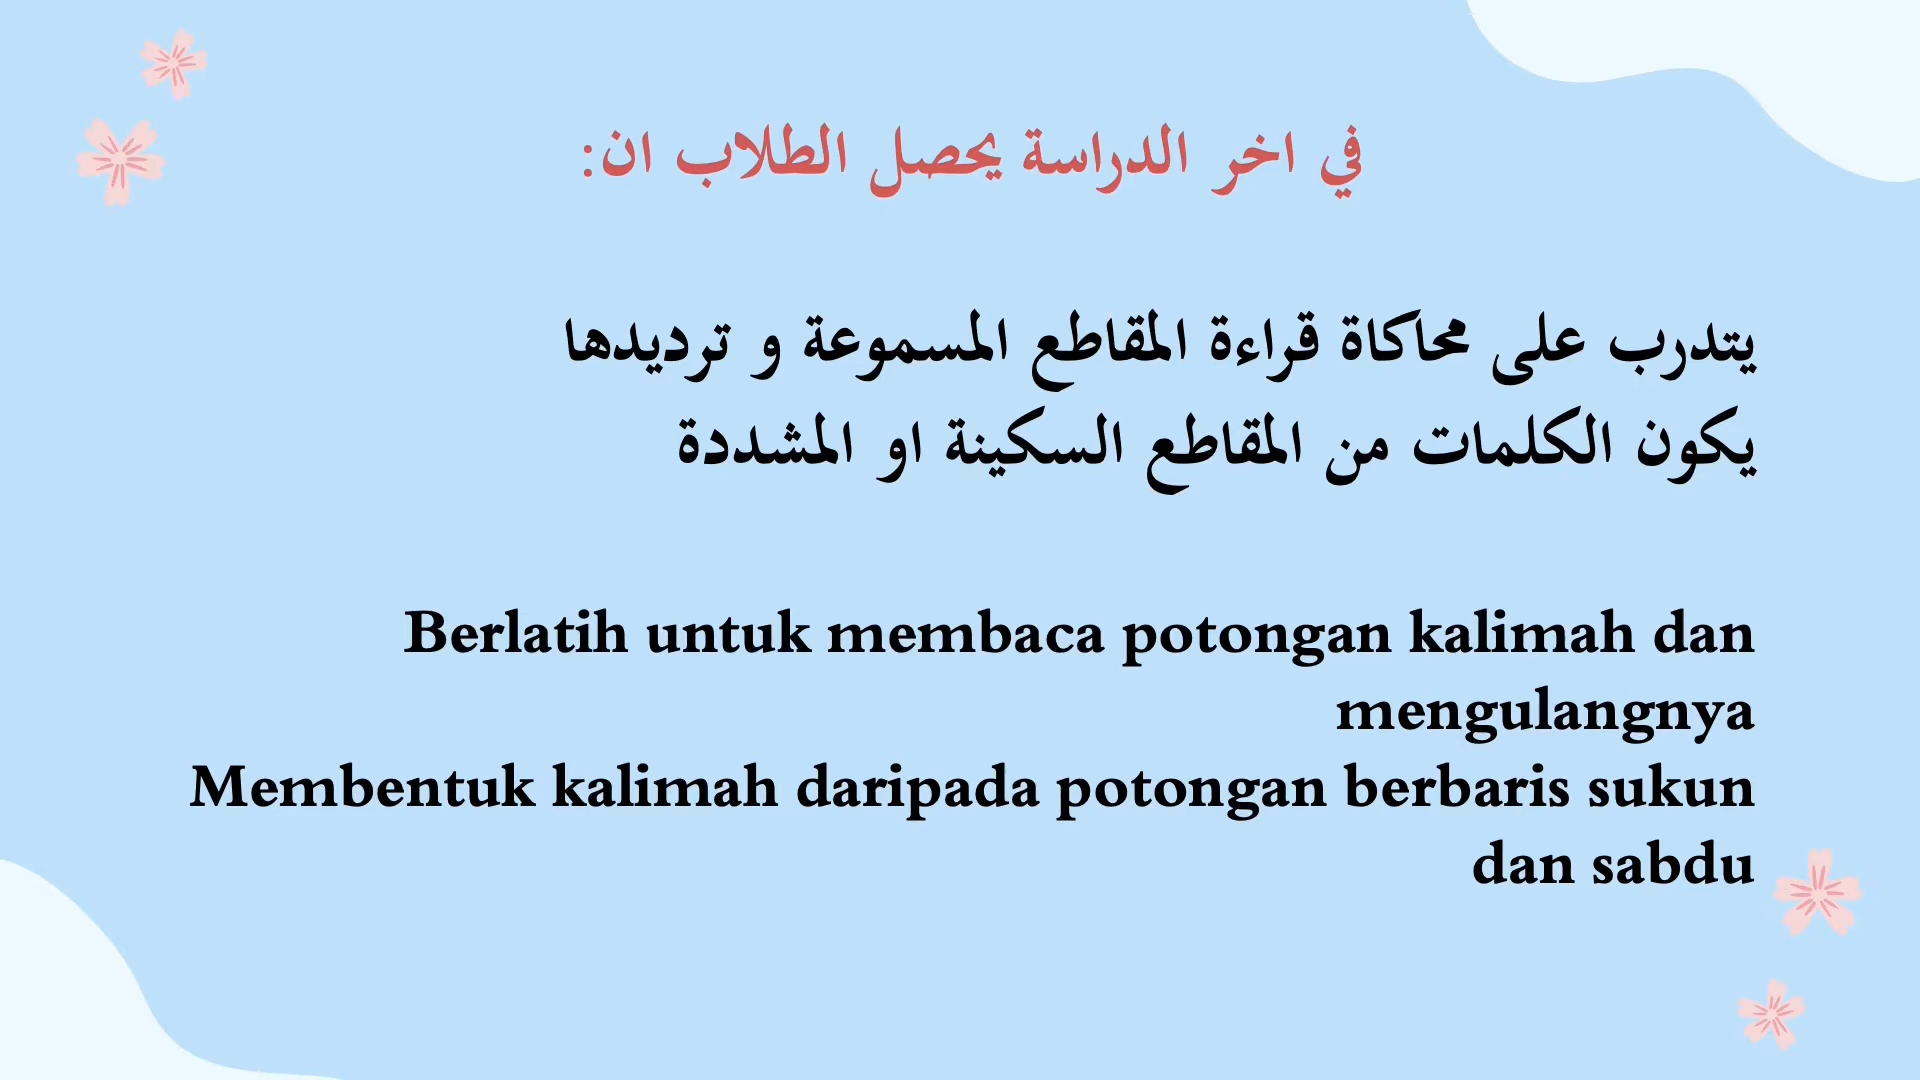 في اخر الدراسة يحصل الطلاب ان:
يتدرب على محاكاة قراءة المقاطع المسموعة و ترديدها
يكون الكلمات من المقاطع السكينة او المشددة
Berlatih untuk membaca potongan kalimah dan
mengulangnya
Membentuk kalimah daripada potongan berbaris sukun
dan sabdu